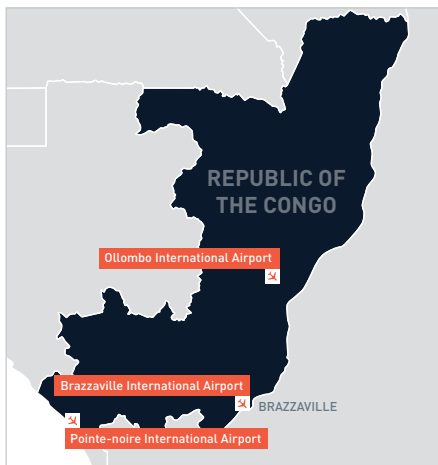 REPUBLIC OF
THE CONGO
Ollombo International Airport
Brazzaville International Airport
BRAZZAVILLE
Pointe-noire International Airport